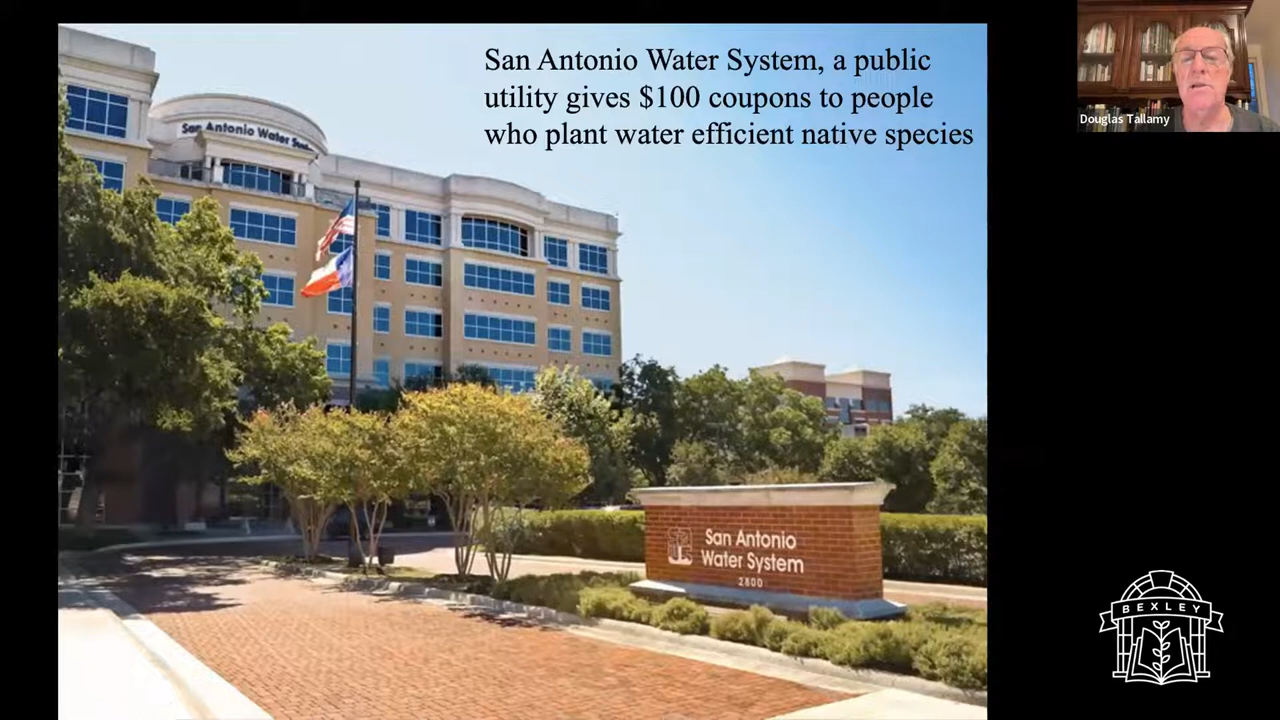 San Antonio Water System, a public
utility gives $100 coupons to people
who plant water efficient native species
Douglas Tallamy
San Antonio Water
San Antonio
Water System
2800
BEXLEY